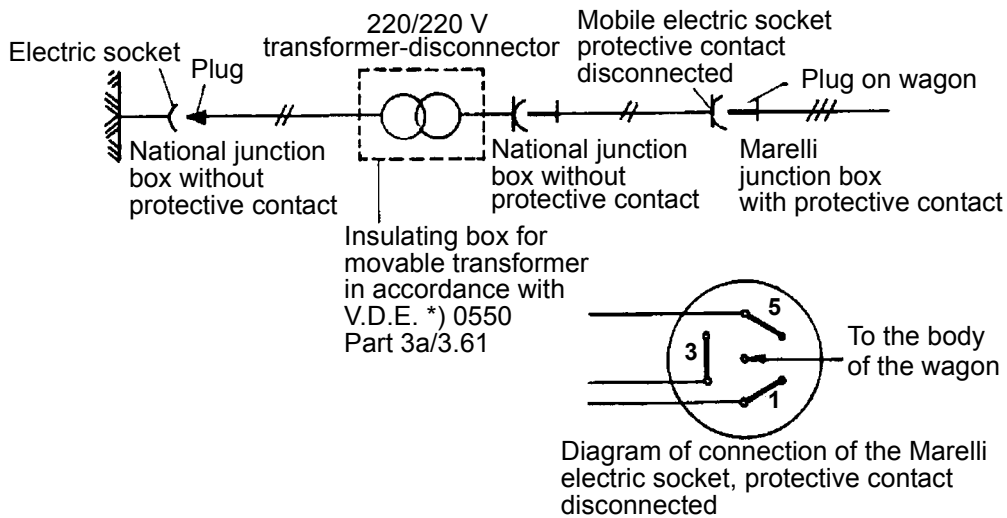 220/220 V
transformer-disconnector
Mobile electric socket
protective contact
disconnected
Electric socket
Plug
Plug on wagon
National junction
box without
protective contact
National junction
box without
protective contact
Marelli
junction box
with protective contact
Insulating box for
movable transformer
in accordance with
V.D.E. *) 0550
Part 3a/3.61
5
3
1
To the body
of the wagon
Diagram of connection of the Marelli
electric socket, protective contact
disconnected